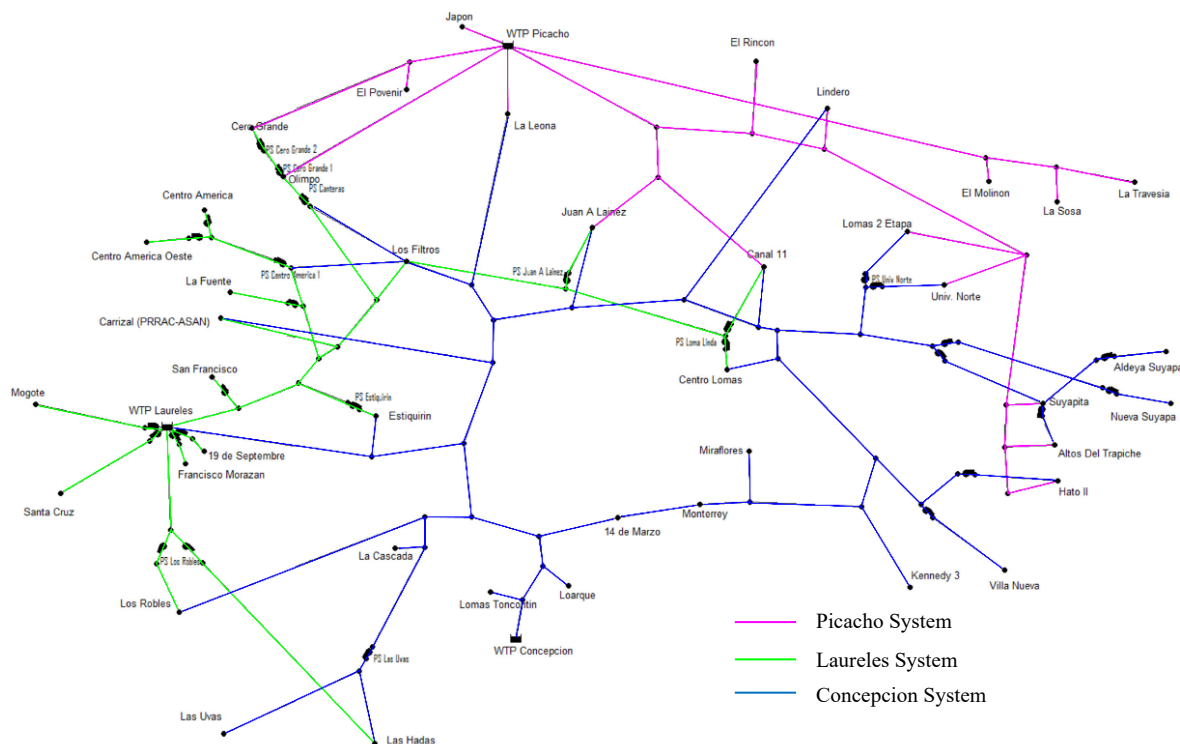 Japon
WTP Picacho
El Rincon
El Povenir
Lindero
La Leona
Cero Grande
PS Cero Grande 2
PS Cero Grande 1
Olimpo
PS Canteras
El Molinon
La Travesia
La Sosa
Centro America
Juan A Lainez
Lomas 2 Etapa
Centro America Oeste
Los Filtros
Canal 11
PS Centro America I
PS Juan A Lainez
PS Univ Norte
La Fuente
Univ. Norte
Carrizal (PRRAC-ASAN)
PS Loma Linda
San Francisco
Centro Lomas
Aldeya Suyapa
Mogote
PS Estiquirin
WTP Laureles
Estiquirin
Suyapita
Nueva Suyapa
19 de Septembre
Miraflores
Altos Del Trapiche
Francisco Morazan
Santa Cruz
Hato II
Monterrey
14 de Marzo
La Cascada
PS Los Robles
Loarque
Villa Nueva
Kennedy 3
Los Robles
Lomas Toncontin
WTP Concepcion
PS Las Uvas
Las Uvas
Las Hadas
Picacho System
Laureles System
Concepcion System